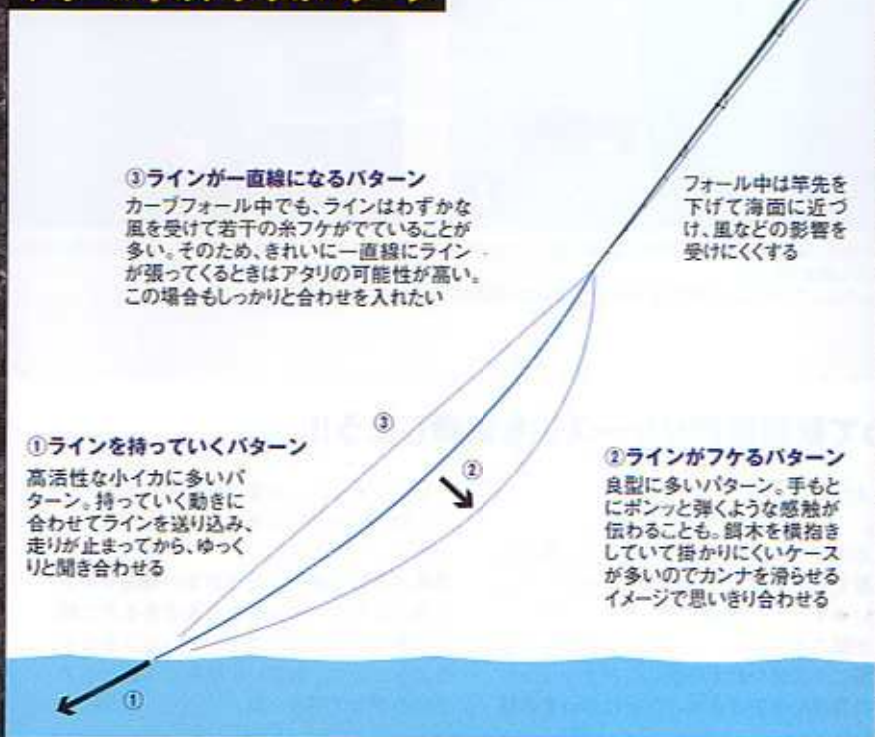 ③ラインが一直線になるパターン
カーブフォール中でも、ラインはわずかな
風を受けて若干の糸フケがでていることが
多い。そのため、きれいに一直線にライン
が張ってくるときはアタリの可能性が高い。
この場合もしっかりと合わせを入れたい
フォール中は竿先を
下げて海面に近づ
け、風などの影響を
受けにくくする
③
②
①ラインを持っていくパターン
高活性な小イカに多いパ
ターン。持っていく動きに
合わせてラインを送り込み、
走りが止まってから、ゆっく
りと聞き合わせる
②ラインがフケるパターン
良型に多いパターン。手もと
にポンッと弾くような感触が
伝わることも。餌木を横抱き
していて掛かりにくいケース
が多いのでカンナを滑らせる
イメージで思いきり合わせる
①